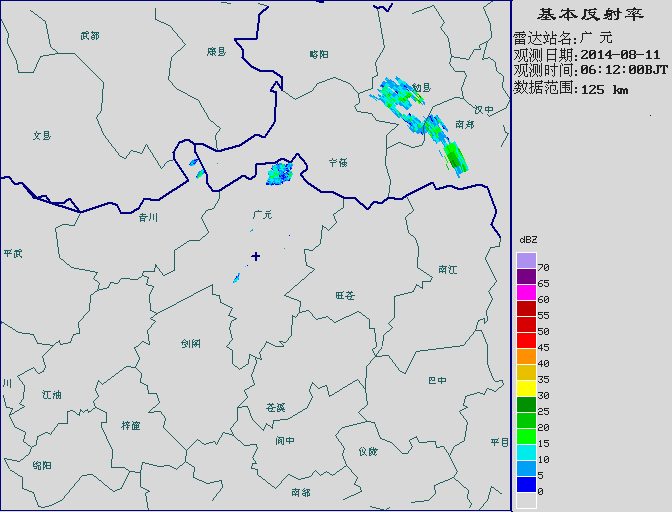 基本反射率
雷达站名:广 元
观测日期:2014-08-11
观测时间:06:12:00BJT
数据范围:125 km
武都
康县
略阳
勉县
汉中
南郑
文县
宁强
青川
广元
平武
南江
旺苍
剑阁
川
江油
巴中
苍溪
梓潼
阆中
平昌
仪陇
绵阳
南部
dBZ
70
65
60
55
50
45
40
35
30
25
20
15
10
5
0